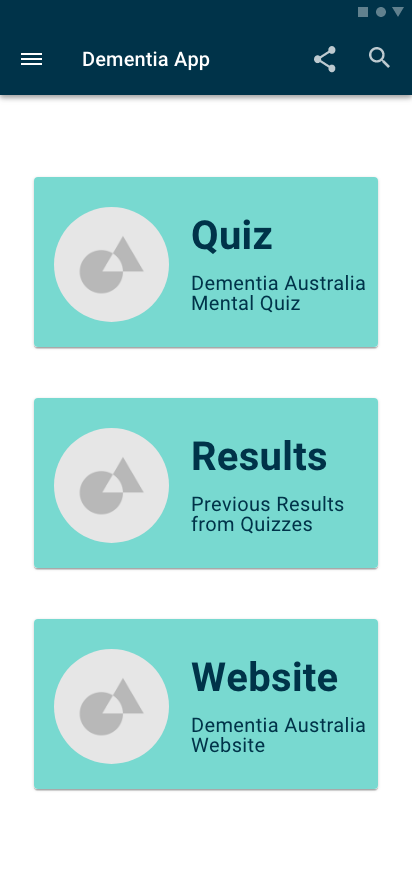 Dementia App
Quiz
Dementia Australia
Mental Quiz
Results
Previous Results
from Quizzes
Website
Dementia Australia
Website